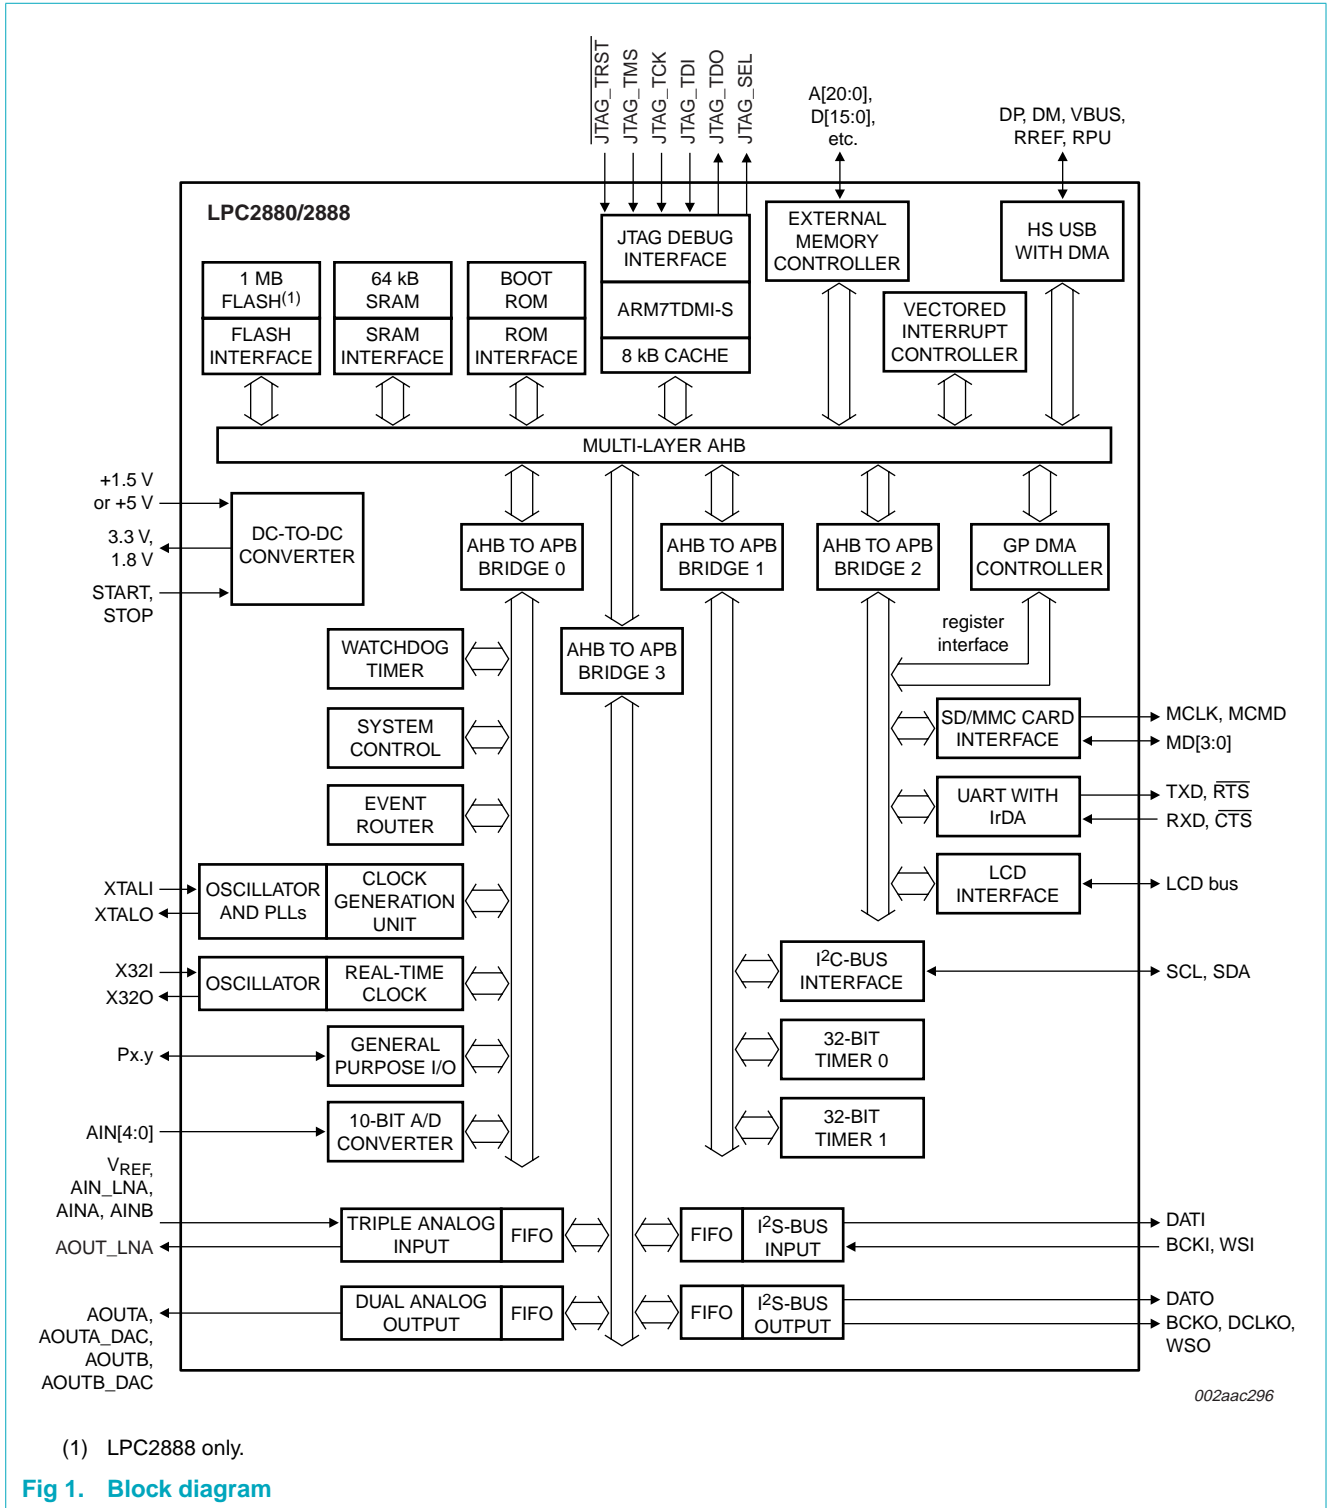 JTAG_TRST
JTAG_TMS
JTAG_TCK
JTAG_TDI
JTAG_TDO
JTAG_SEL
A[20:0],
D[15:0],
etc.
DP, DM, VBUS,
RREF, RPU
LPC2880/2888
1 MB
FLASH(1)
FLASH
INTERFACE
64 kB
SRAM
SRAM
INTERFACE
BOOT
ROM
ROM
INTERFACE
JTAG DEBUG
INTERFACE
ARM7TDMI-S
8 kB CACHE
EXTERNAL
MEMORY
CONTROLLER
VECTORED
INTERRUPT
CONTROLLER
HS USB
WITH DMA
MULTI-LAYER AHB
+1.5 V
or +5 V
3.3 V,
1.8 V
START,
STOP
DC-TO-DC
CONVERTER
AHB TO APB
BRIDGE 0
AHB TO APB
BRIDGE 1
AHB TO APB
BRIDGE 2
GP DMA
CONTROLLER
register
interface
AHB TO APB
BRIDGE 3
WATCHDOG
TIMER
SYSTEM
CONTROL
EVENT
ROUTER
XTALI
XTALO
OSCILLATOR
AND PLLs
CLOCK
GENERATION
UNIT
X32I
X32O
OSCILLATOR
REAL-TIME
CLOCK
Px.y
GENERAL
PURPOSE I/O
AIN[4:0]
10-BIT A/D
CONVERTER
SD/MMC CARD
INTERFACE
MCLK, MCMD
MD[3:0]
UART WITH
IrDA
TXD, RTS
RXD, CTS
LCD
INTERFACE
LCD bus
I2C-BUS
INTERFACE
SCL, SDA
32-BIT
TIMER 0
32-BIT
TIMER 1
VREF,
AIN_LNA,
AINA, AINB
AOUT_LNA
TRIPLE ANALOG
INPUT
FIFO
FIFO
I2S-BUS
INPUT
DATI
BCKI, WSI
AOUTA,
AOUTA_DAC,
AOUTB,
AOUTB_DAC
DUAL ANALOG
OUTPUT
FIFO
FIFO
I2S-BUS
OUTPUT
DATO
BCKO, DCLKO,
WSO
002aac296
(1) LPC2888 only.
Fig 1. Block diagram